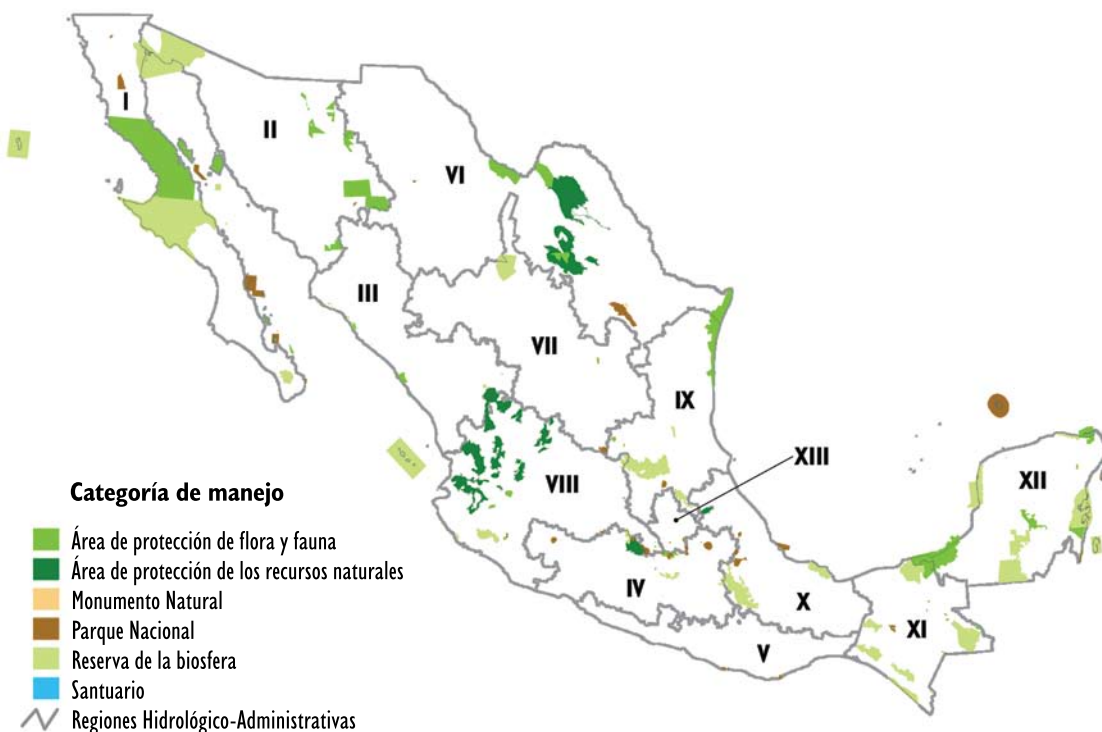 I
II
VI
III
VII
IX
XIII
XII
VIII
IV
X
XI
V
Categoría de manejo
Área de protección de flora y fauna
Área de protección de los recursos naturales
Monumento Natural
Parque Nacional
Reserva de la biosfera
Santuario
Regiones Hidrológico-Administrativas